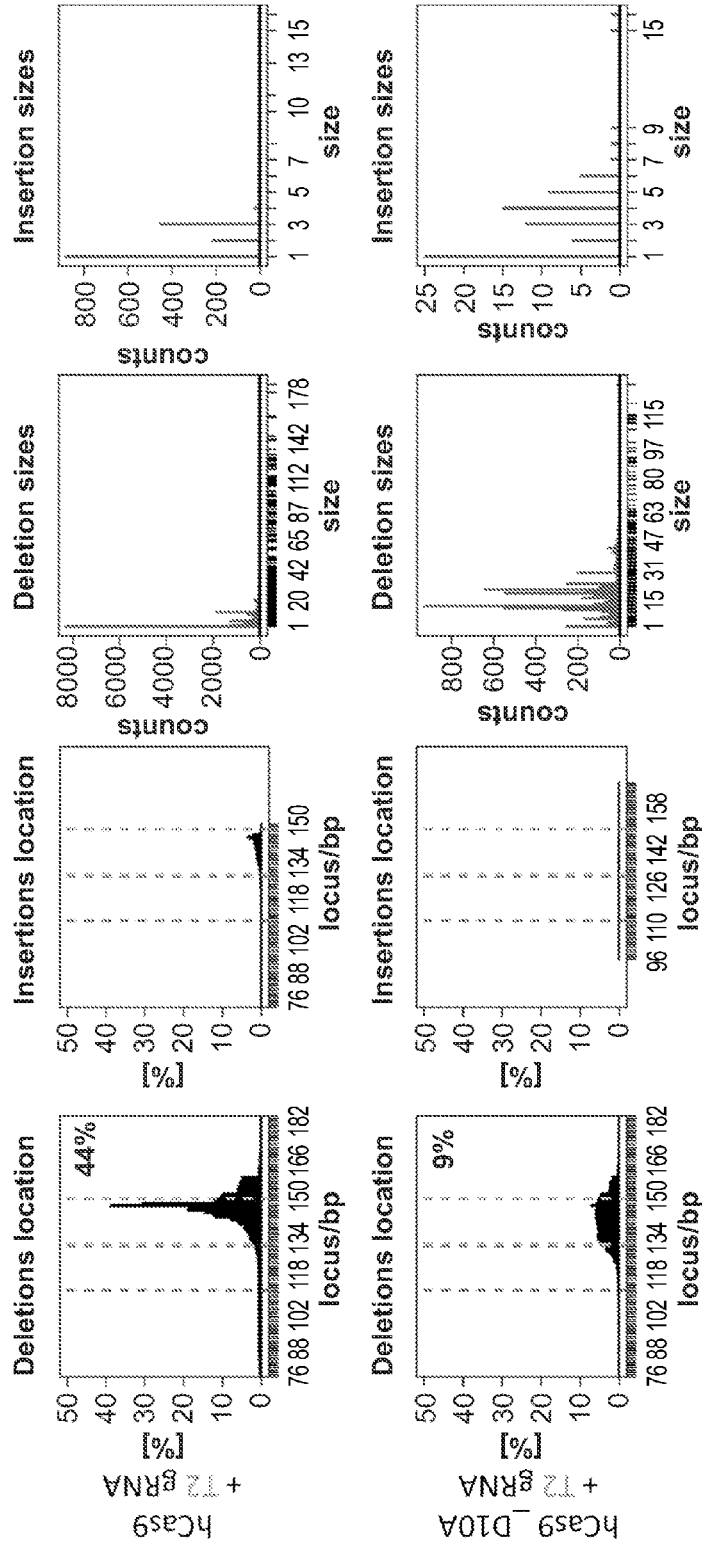 hCas9
+ T2
gRNA
Deletions location
44%
[%]
50
40
30
20
10
0
76 88 102 118 134 150 166 182
locus/bp
Insertions location
[%]
50
40
30
20
10
0
76 88 102 118 134 150
locus/bp
Deletion sizes
counts
8000
6000
4000
2000
0
1 20 42 65 87 112 142 178
size
Insertion sizes
counts
800
600
400
200
0
1 3 5 7 10 13 15
size
hCas9_D10A
+ T2
gRNA
Deletions location
9%
[%]
50
40
30
20
10
0
76 88 102 118 134 150 166 182
locus/bp
Insertions location
[%]
50
40
30
20
10
0
96 110 126 142 158
locus/bp
Deletion sizes
counts
800
600
400
200
0
1 15 31 47 63 80 97 115
size
Insertion sizes
counts
25
20
15
10
5
0
1 3 5 7 9 15
size